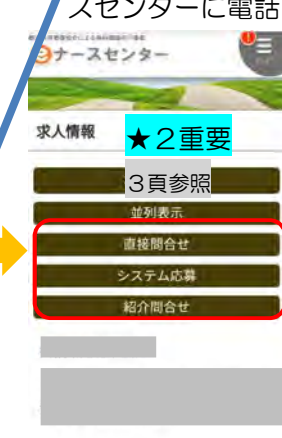 スセンターに電話
eナースセンター
求人情報
★２重要
３頁参照
並列表示
直接問合せ
システム応募
紹介問合せ